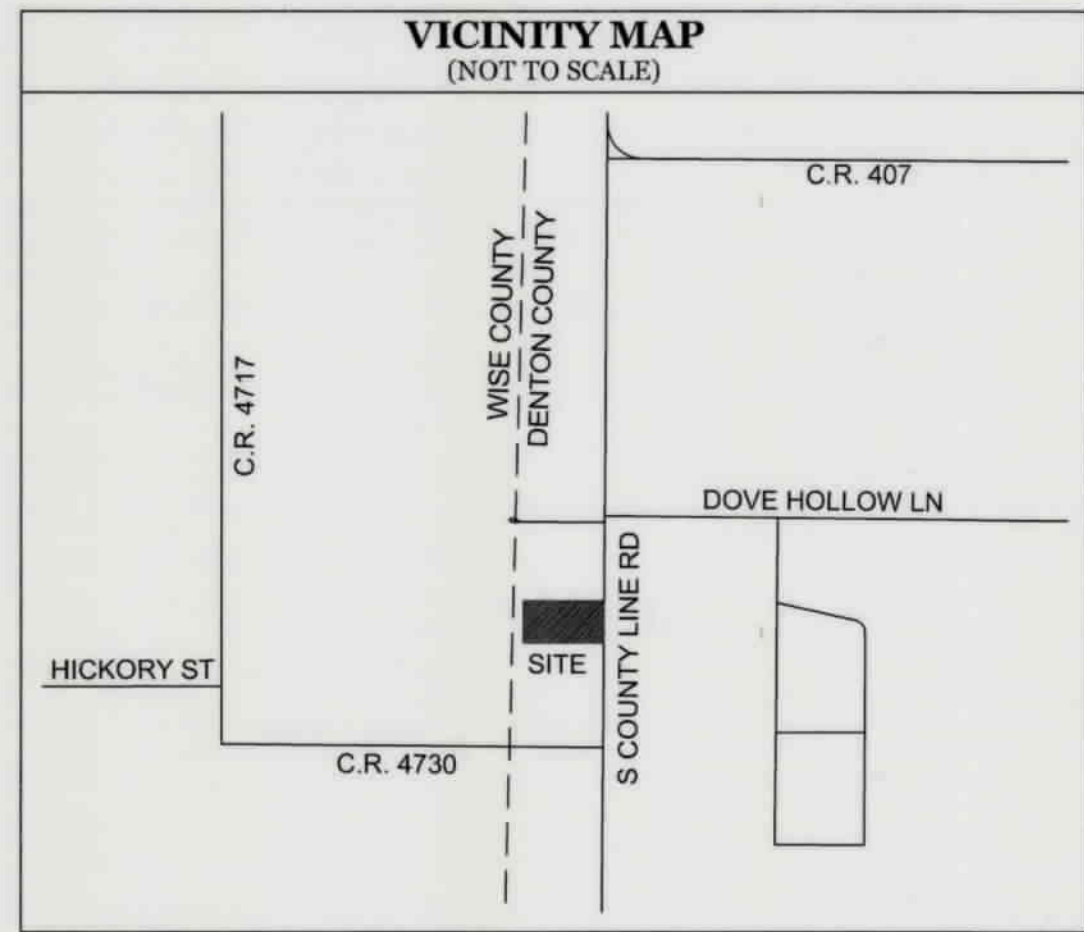 VICINITY MAP
(NOT TO SCALE)
C.R. 407
WISE COUNTY
DENTON COUNTY
C.R. 4717
DOVE HOLLOW LN
S COUNTY LINE RD
SITE
HICKORY ST
C.R. 4730